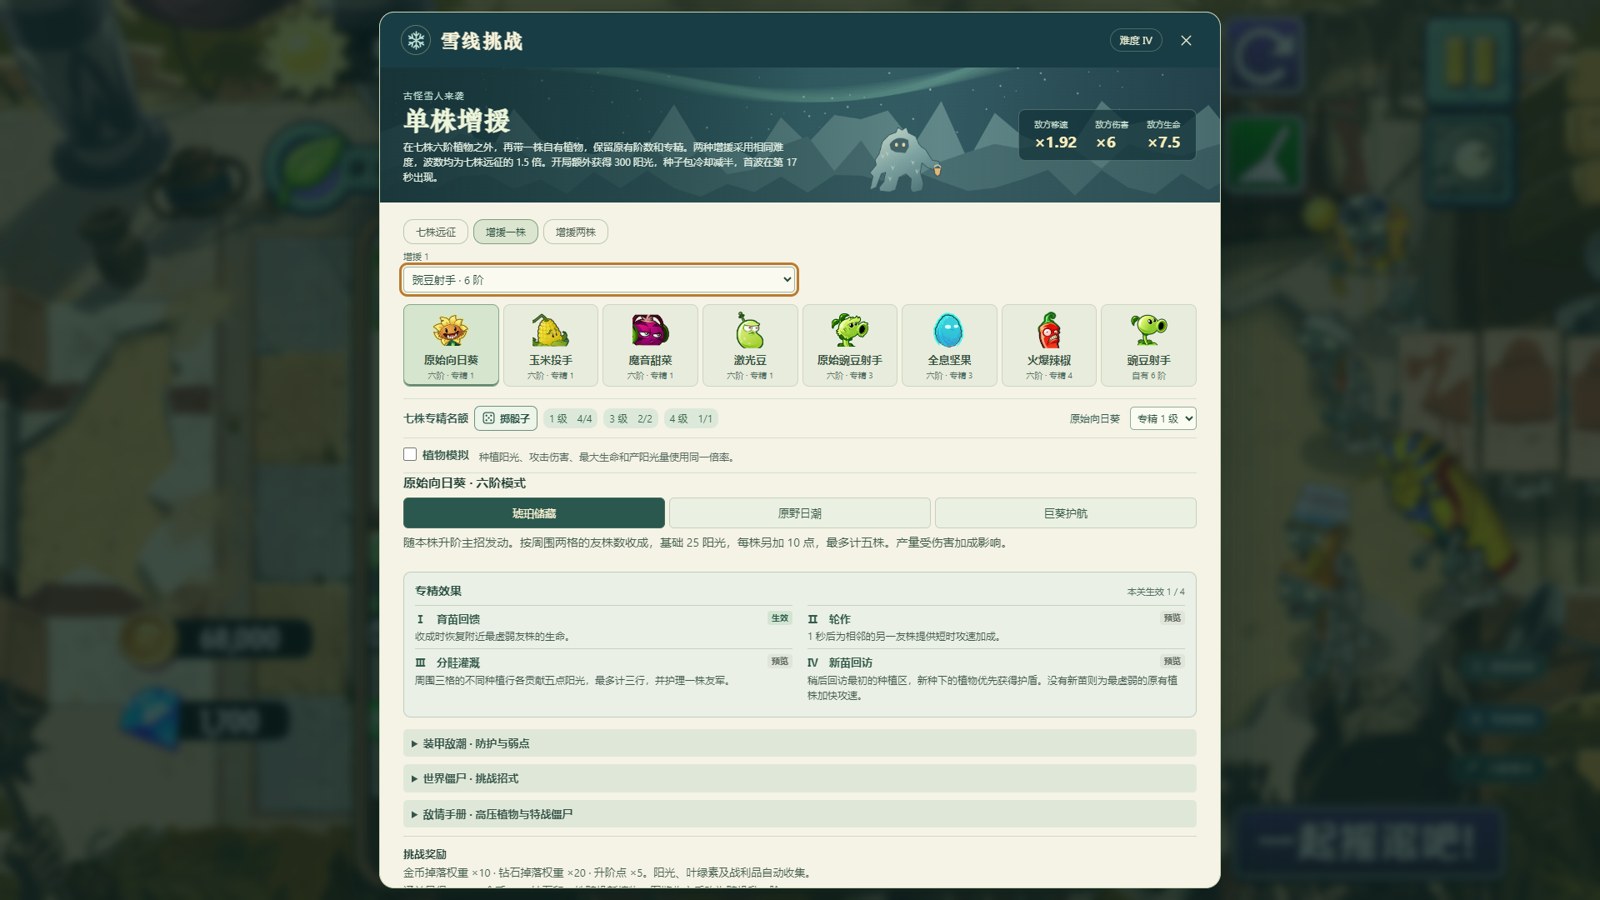 雪线挑战
难度 IV
古怪雪人来袭
单株增援
在七株六阶植物之外，再带一株自有植物，保留原有阶数和专精。两种增援采用相同难
度，波数均为七株远征的 1.5 倍。开局额外获得 300 阳光，种子包冷却减半，首波在第 17
秒出现。
敌方移速 敌方伤害 敌方生命
×1.92 ×6 ×7.5
七株远征 增援一株 增援两株
增援 1
豌豆射手 · 6 阶
原始向日葵 玉米投手 魔音甜菜 激光豆 原始豌豆射手 全息坚果 火爆辣椒 豌豆射手
六阶 · 专精 1 六阶 · 专精 1 六阶 · 专精 1 六阶 · 专精 1 六阶 · 专精 3 六阶 · 专精 3 六阶 · 专精 4 自有 6 阶
七株专精名额 掷骰子 1 级 4/4 3 级 2/2 4 级 1/1 原始向日葵 专精 1 级
植物模拟 种植阳光、攻击伤害、最大生命和产阳光量使用同一倍率。
原始向日葵 · 六阶模式
琥珀储藏 原野日潮 巨葵护航
随本株升阶主招发动。按周围两格的友株数收成，基础 25 阳光，每株另加 10 点，最多计五株。产量受伤害加成影响。
专精效果 本关生效 1 / 4
I 育苗回馈 生效
收成时恢复附近最虚弱友株的生命。
II 轮作 预览
1 秒后为相邻的另一友株提供短时攻速加成。
III 分畦灌溉 预览
周围三格的不同种植行各贡献五点阳光，最多计三行，并护理一株友军。
IV 新苗回访 预览
稍后回访最初的种植区，新种下的植物优先获得护盾。没有新苗则为最虚弱的原有植
株加快攻速。
装甲敌潮 · 防护与弱点
世界僵尸 · 挑战招式
敌情手册 · 高压植物与特战僵尸
挑战奖励
金币掉落权重 ×10 · 钻石掉落权重 ×20 · 升阶点 ×5。阳光、叶绿素及战利品自动收集。
60,000
1,700
一起摇滚吧!